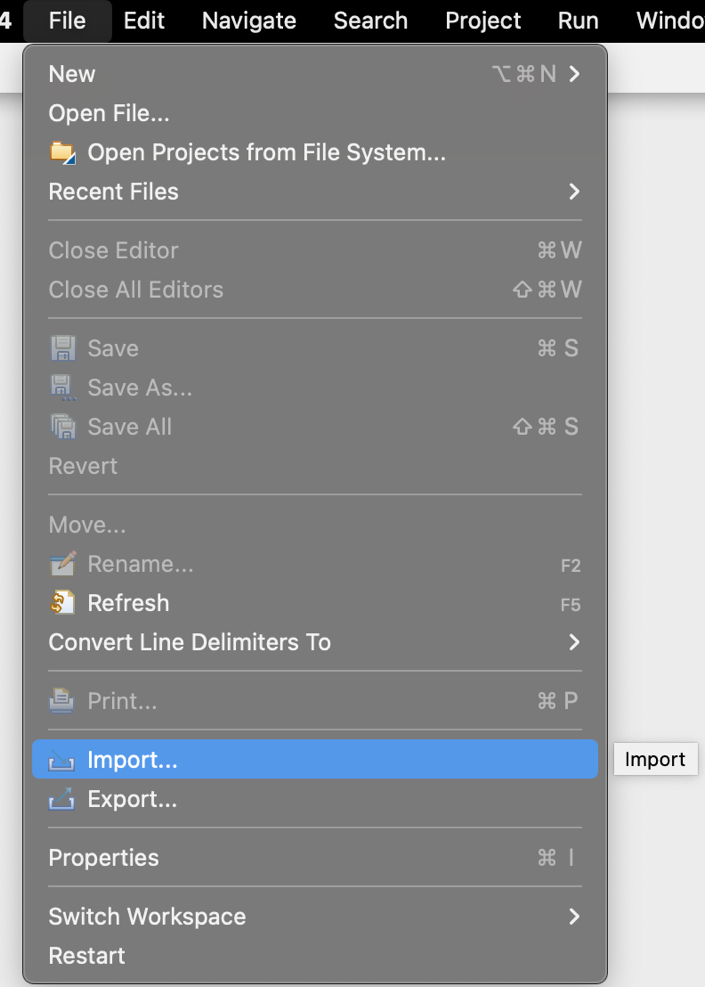 4 File Edit Navigate Search Project Run Windo
New ⌥⌘N >
Open File...
Open Projects from File System...
Recent Files >
Close Editor ⌘W
Close All Editors ⇧⌘W
Save ⌘S
Save As...
Save All ⇧⌘S
Revert
Move...
Rename... F2
Refresh F5
Convert Line Delimiters To >
Print... ⌘P
Import... Import
Export...
Properties ⌘I
Switch Workspace >
Restart